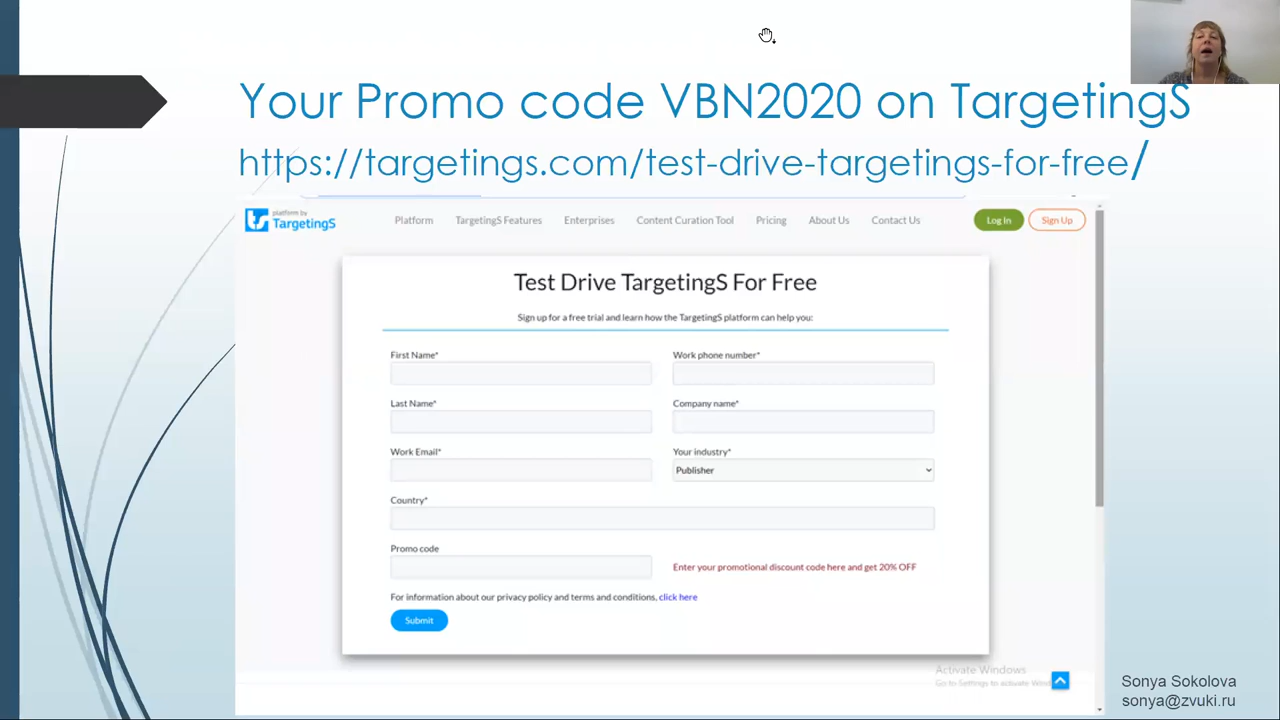 Your Promo code VBN2020 on TargetingS
https://targetings.com/test-drive-targetings-for-free/
platform by
TargetingS
Platform TargetingS Features Enterprises Content Curation Tool Pricing About Us Contact Us Log In Sign Up
Test Drive TargetingS For Free
Sign up for a free trial and learn how the TargetingS platform can help you:
First Name* Work phone number*
Last Name* Company name*
Work Email* Your industry*
Publisher
Country*
Promo code
Enter your promotional discount code here and get 20% OFF
For information about our privacy policy and terms and conditions, click here
Submit
Activate Windows
Go to Settings to activate
Sonya Sokolova
sonya@zvuki.ru